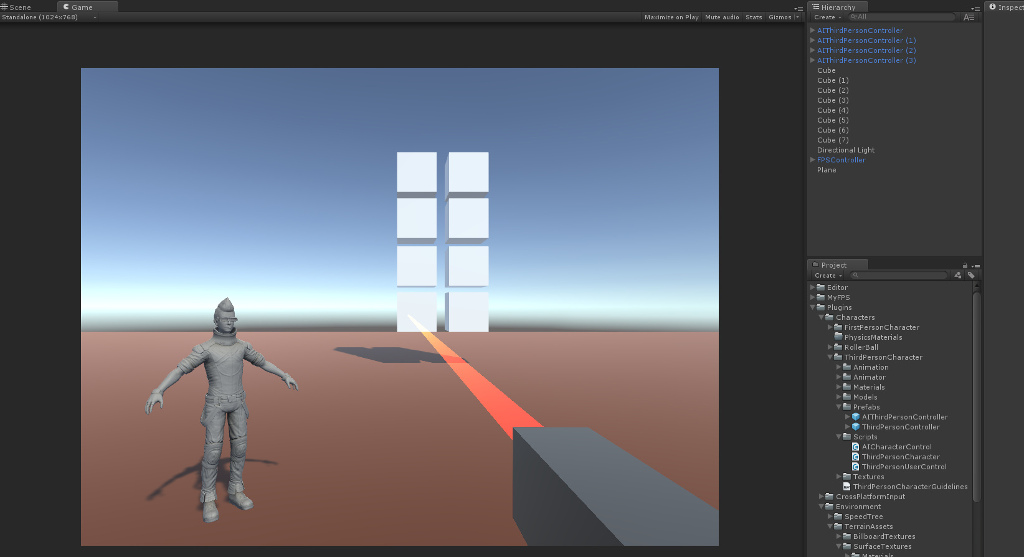 Scene Game
Standalone (1024x768)
Maximize on Play Mute audio Stats Gizmos
Hierarchy
Create All
AIThirdPersonController
AIThirdPersonController (1)
AIThirdPersonController (2)
AIThirdPersonController (3)
Cube
Cube (1)
Cube (2)
Cube (3)
Cube (4)
Cube (5)
Cube (6)
Cube (7)
Directional Light
FPSController
Plane
Inspect
Project
Create
Editor
MyFPS
Plugins
Characters
FirstPersonCharacter
PhysicsMaterials
RollerBall
ThirdPersonCharacter
Animation
Animator
Materials
Models
Prefabs
AIThirdPersonController
ThirdPersonController
Scripts
AICharacterControl
ThirdPersonCharacter
ThirdPersonUserControl
Textures
ThirdPersonCharacterGuidelines
CrossPlatformInput
Environment
SpeedTree
TerrainAssets
BillboardTextures
SurfaceTextures
Materials